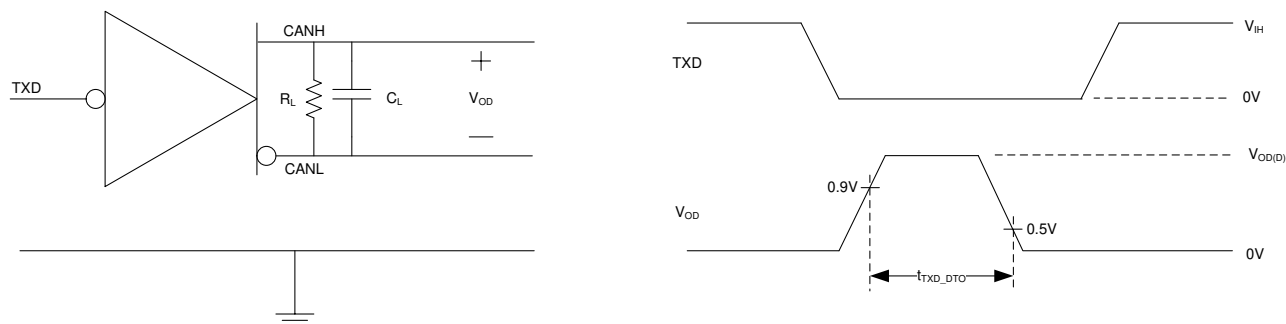 TXD
CANH
R_L
C_L
+
V_OD
—
CANL
TXD
V_IH
0V
V_OD(D)
0.9V
V_OD
0.5V
0V
t_TXD_DTO